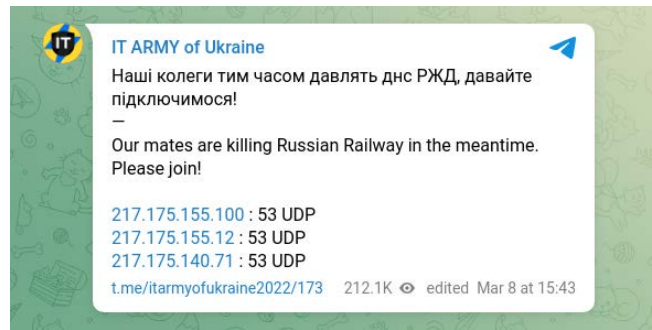 IT
IT ARMY of Ukraine
Наші колеги тим часом давлять днс РЖД, давайте
підключимося!
—
Our mates are killing Russian Railway in the meantime.
Please join!
217.175.155.100 : 53 UDP
217.175.155.12 : 53 UDP
217.175.140.71 : 53 UDP
t.me/itarmyofukraine2022/173 212.1K edited Mar 8 at 15:43